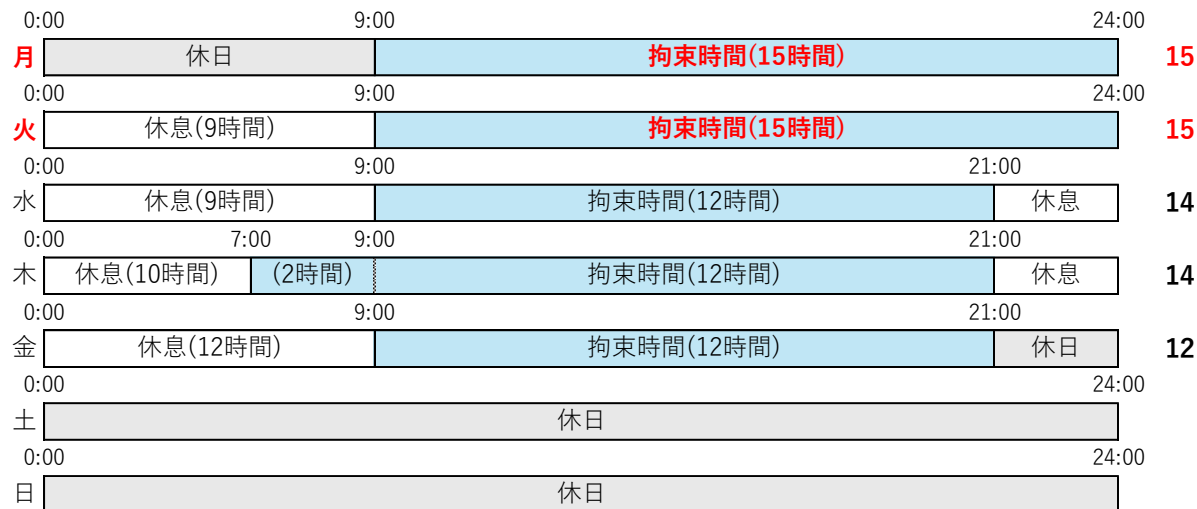 0:00 9:00 24:00
月 休日 拘束時間(15時間) 15
0:00 9:00 24:00
火 休息(9時間) 拘束時間(15時間) 15
0:00 9:00 21:00
水 休息(9時間) 拘束時間(12時間) 休息 14
0:00 7:00 9:00 21:00
木 休息(10時間) (2時間) 拘束時間(12時間) 休息 14
0:00 9:00 21:00
金 休息(12時間) 拘束時間(12時間) 休日 12
0:00 24:00
土 休日
0:00 24:00
日 休日